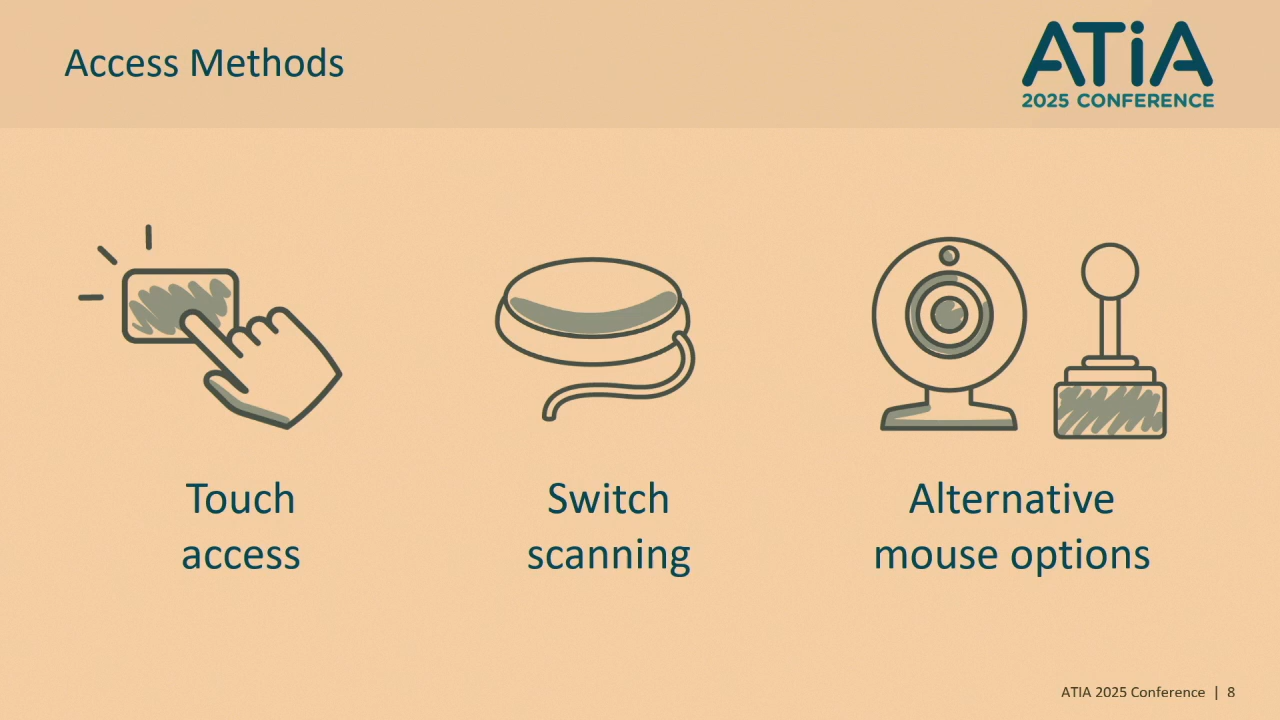 Access Methods
ATiA
2025 CONFERENCE
Touch
access
Switch
scanning
Alternative
mouse options
ATIA 2025 Conference | 8